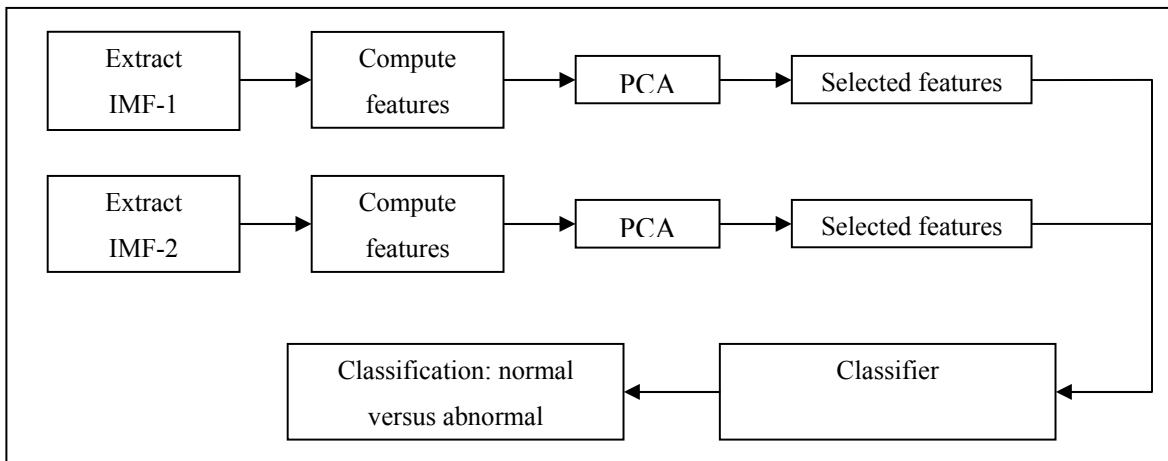 Extract
IMF-1
Compute
features
PCA
Selected features
Extract
IMF-2
Compute
features
PCA
Selected features
Classification: normal
versus abnormal
Classifier